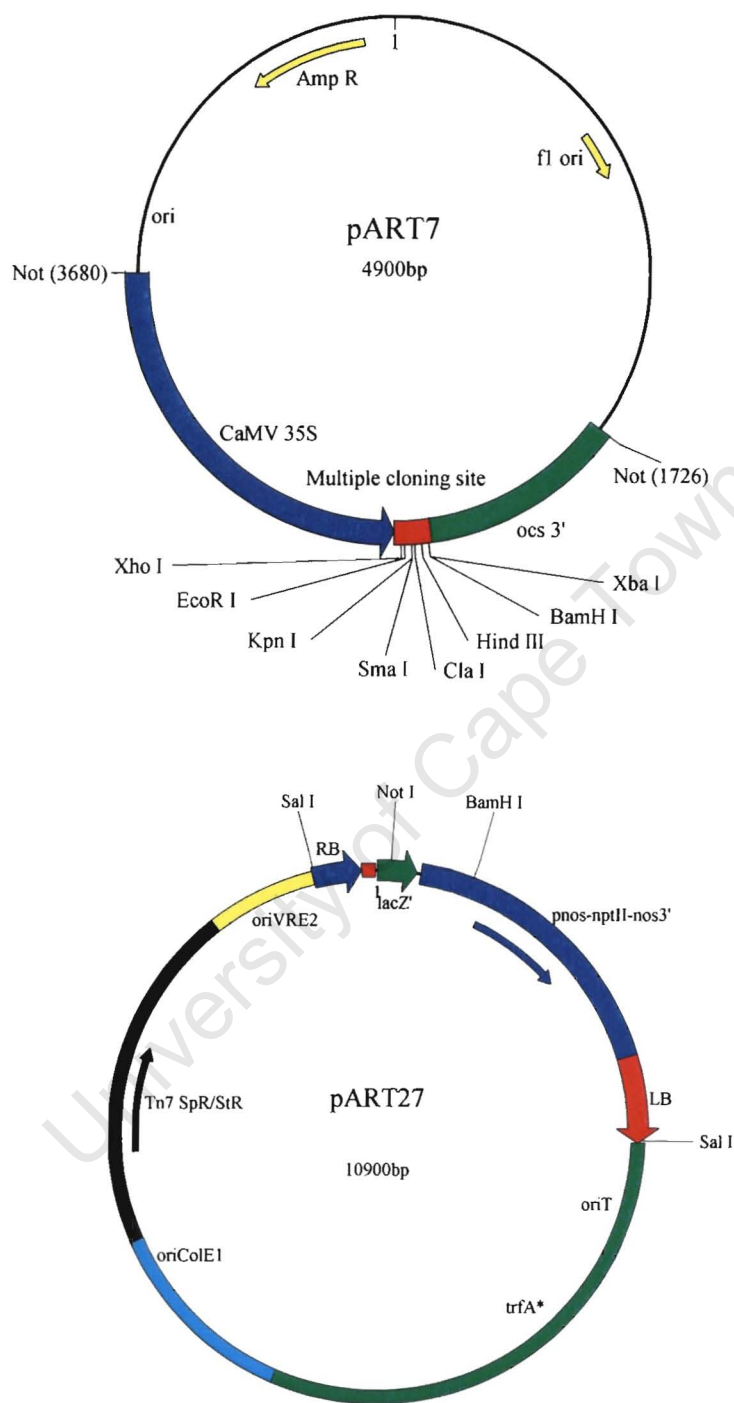 1
Amp R
f1 ori
ori
pART7
4900bp
Not (3680)
CaMV 35S
Multiple cloning site
Not (1726)
ocs 3'
Xho I
Xba I
EcoR I
BamH I
Kpn I
Hind III
Sma I
Cla I
University of Cape Town
Not I
Sal I
BamH I
RB
1
lacZ'
oriVRE2
pnos-nptII-nos3'
Tn7 SpR/StR
pART27
LB
Sal I
10900bp
oriT
oriColE1
trfA*